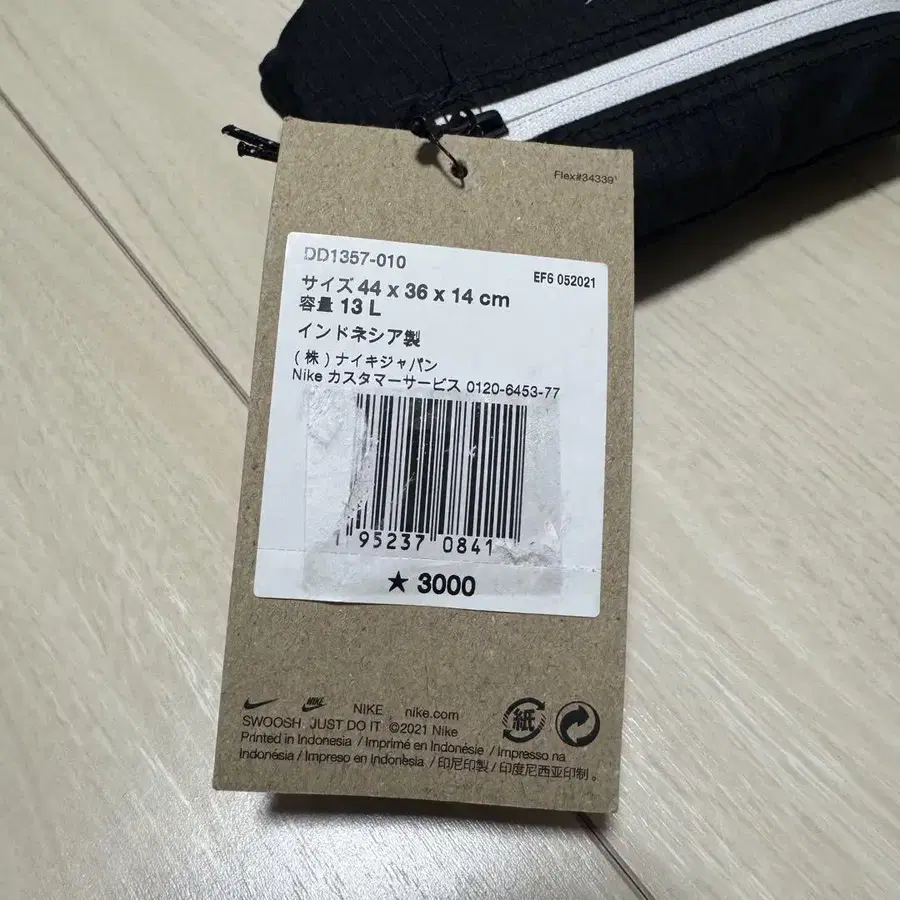 Flex#34339
DD1357-010
EF6 052021
サイズ 44 x 36 x 14 cm
容量 13 L
インドネシア製
(株)ナイキジャパン
Nike カスタマーサービス 0120-6453-77
1 95237 0841
★ 3000
NIKE nike.com
SWOOSH, JUST DO IT ©2021 Nike
Printed in Indonesia / Imprimé en Indonésie / Impresso na
Indonésia / Impreso en Indonesia / 印尼印製 / 印度尼西亚印制。
紙